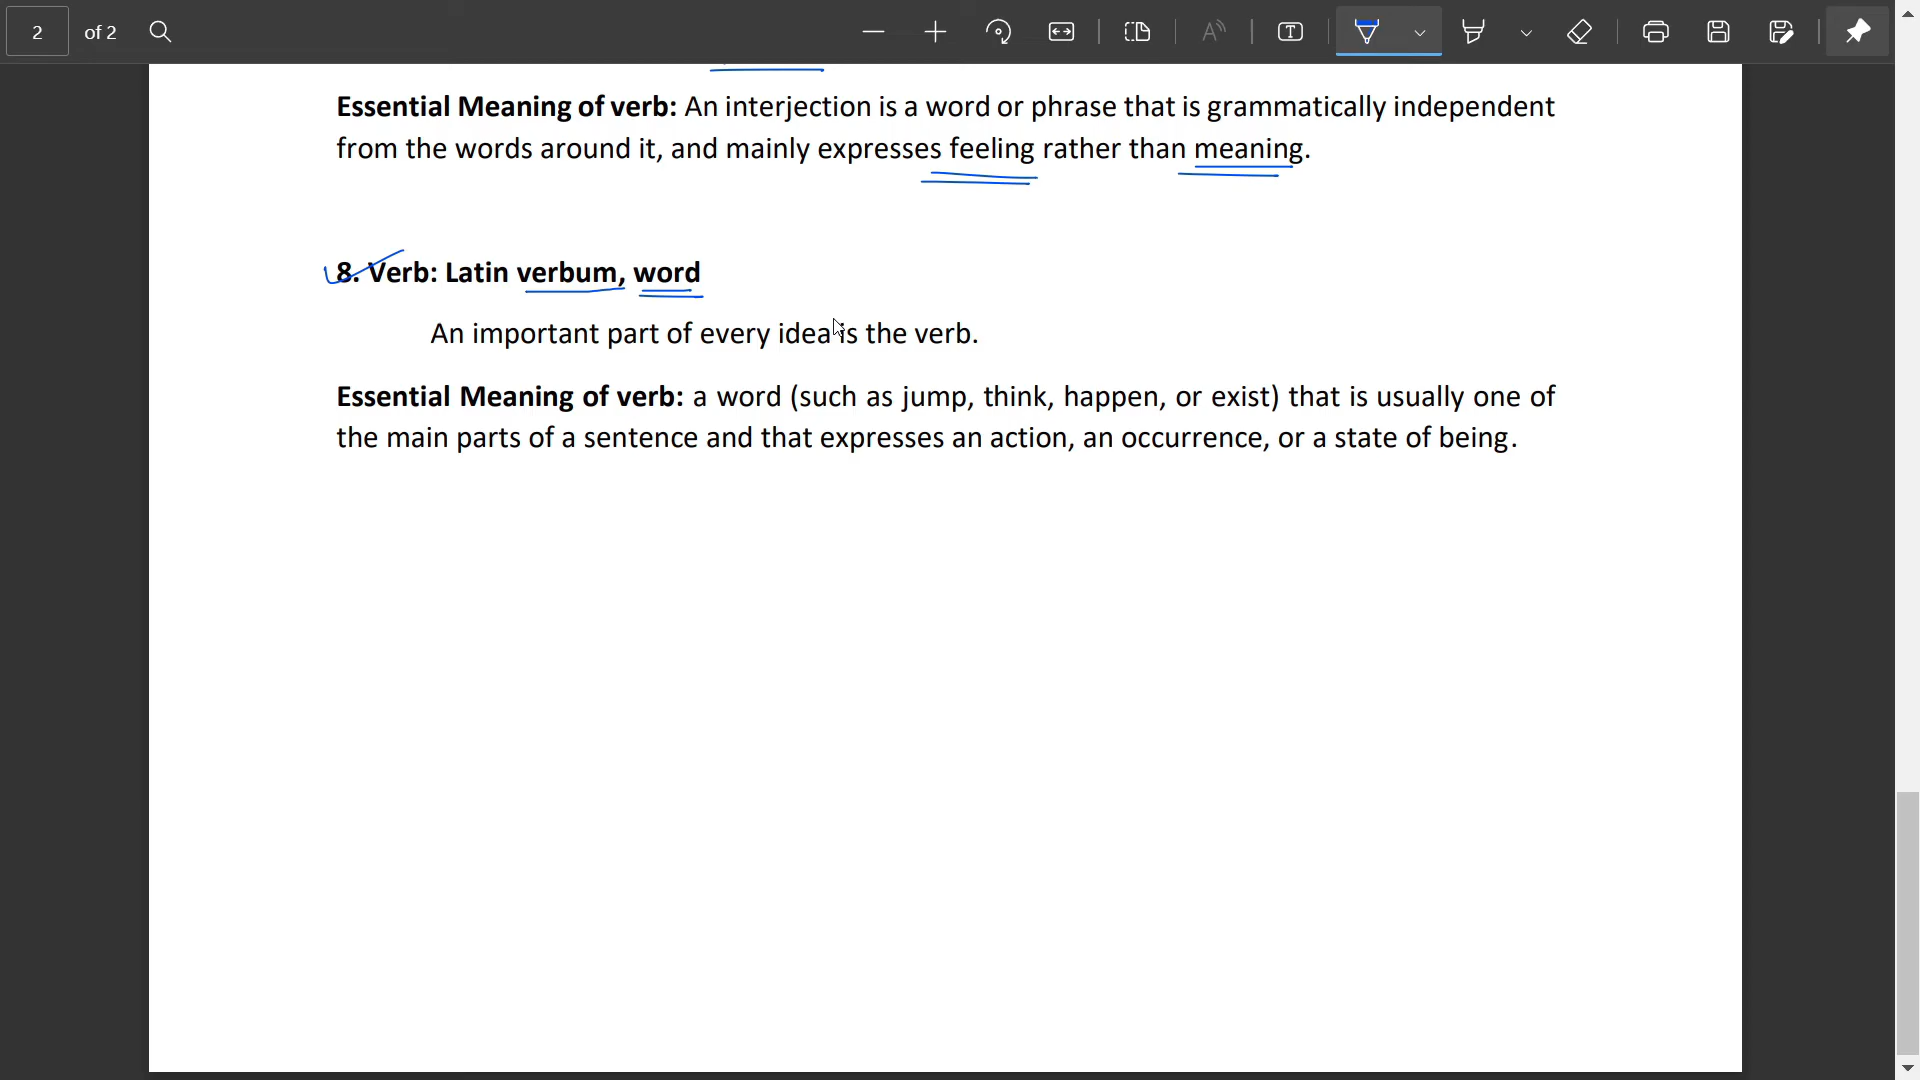 2 of 2
Essential Meaning of verb: An interjection is a word or phrase that is grammatically independent
from the words around it, and mainly expresses feeling rather than meaning.
8. Verb: Latin verbum, word
An important part of every idea is the verb.
Essential Meaning of verb: a word (such as jump, think, happen, or exist) that is usually one of
the main parts of a sentence and that expresses an action, an occurrence, or a state of being.